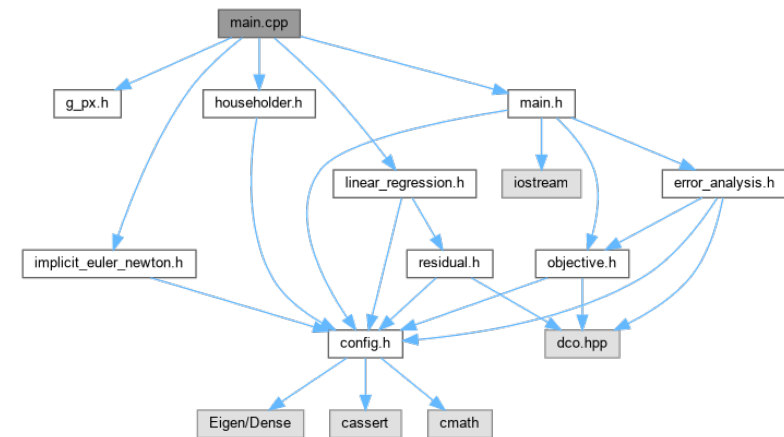 main.cpp
g_px.h
householder.h
main.h
linear_regression.h
iostream
error_analysis.h
implicit_euler_newton.h
residual.h
objective.h
config.h
dco.hpp
Eigen/Dense
cassert
cmath